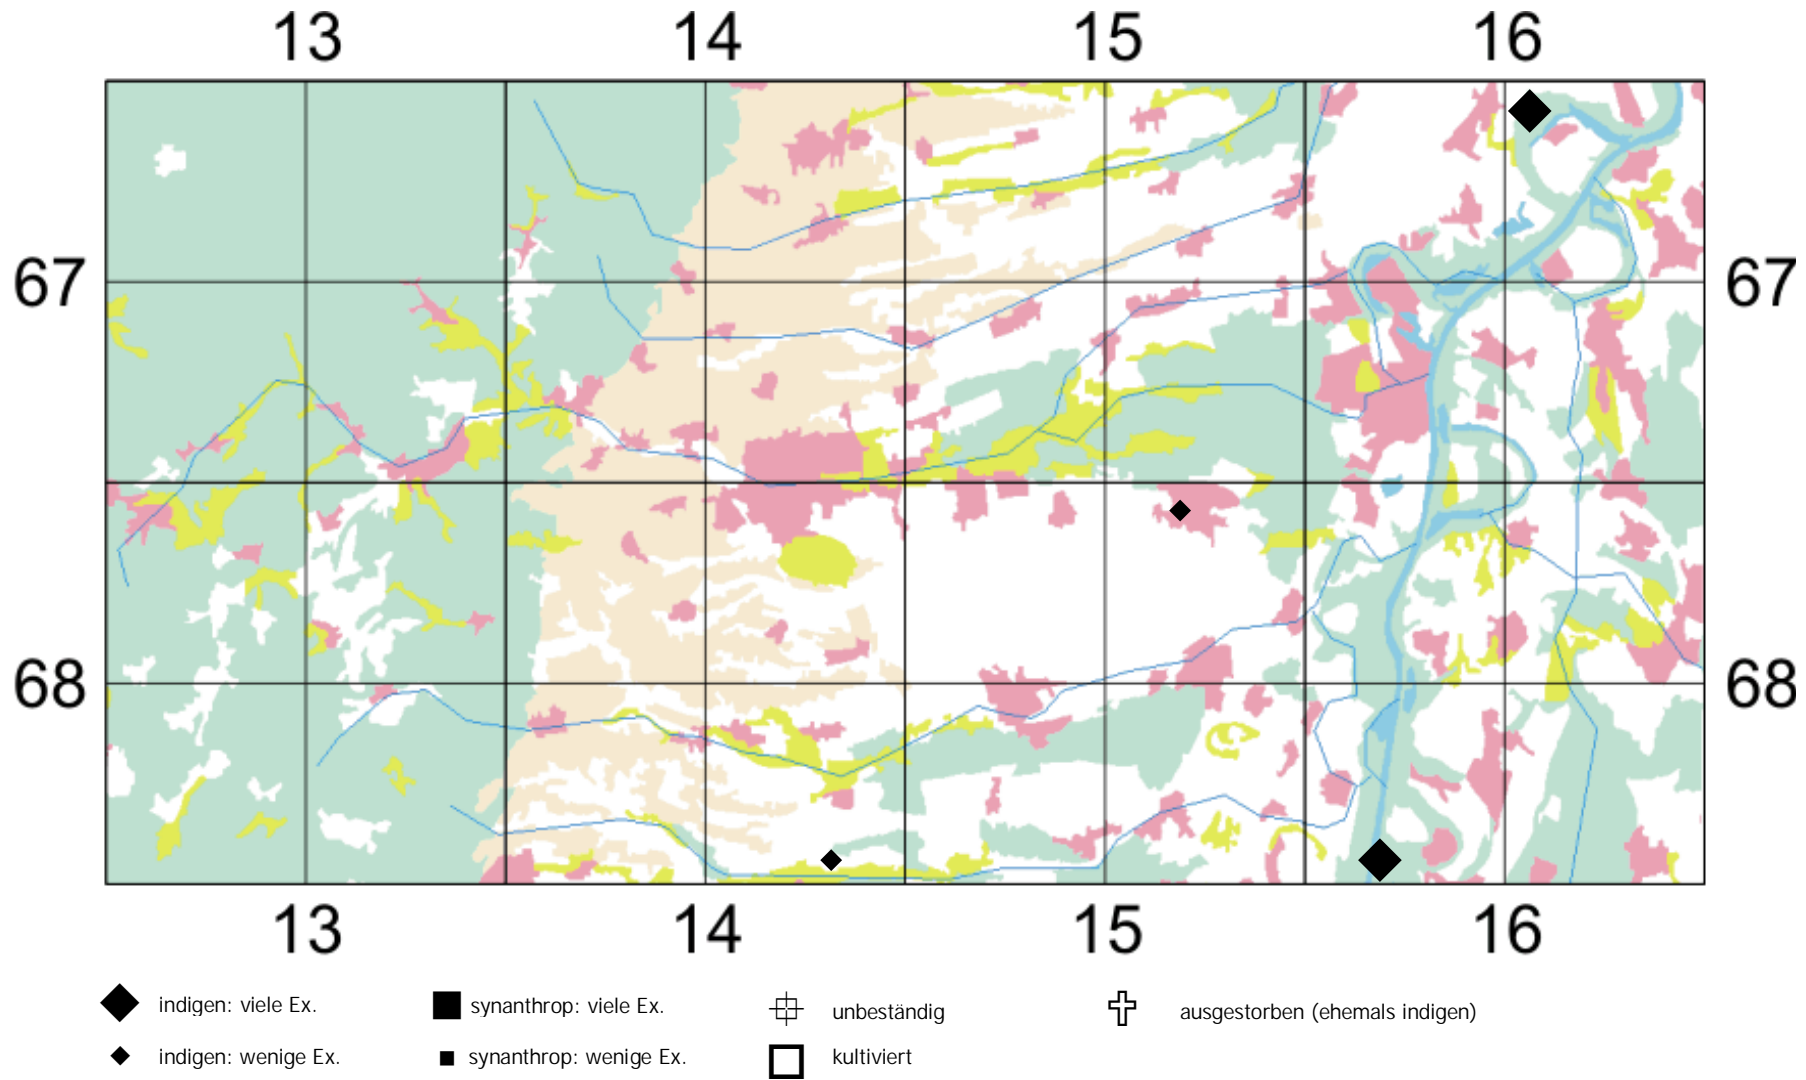 13 14 15 16
67 67
68 68
13 14 15 16
indigen: viele Ex. synanthrop: viele Ex. unbeständig ausgestorben (ehemals indigen)
indigen: wenige Ex. synanthrop: wenige Ex. kultiviert